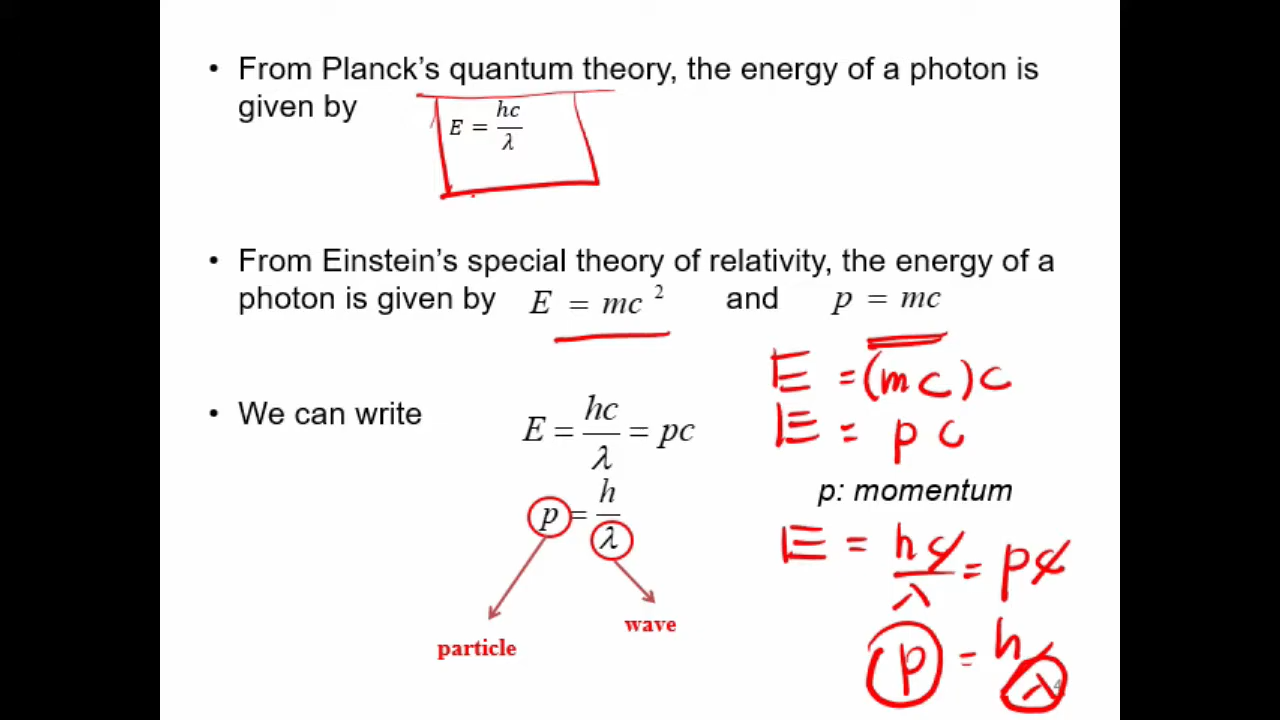 • From Planck's quantum theory, the energy of a photon is
given by
E = hc/λ
• From Einstein's special theory of relativity, the energy of a
photon is given by E = mc² and p = mc
E = (mc)c
• We can write E = hc/λ = pc
E = pc
p = h/λ
p: momentum
E = hc/λ = pc
particle
wave
p = h/λ
4